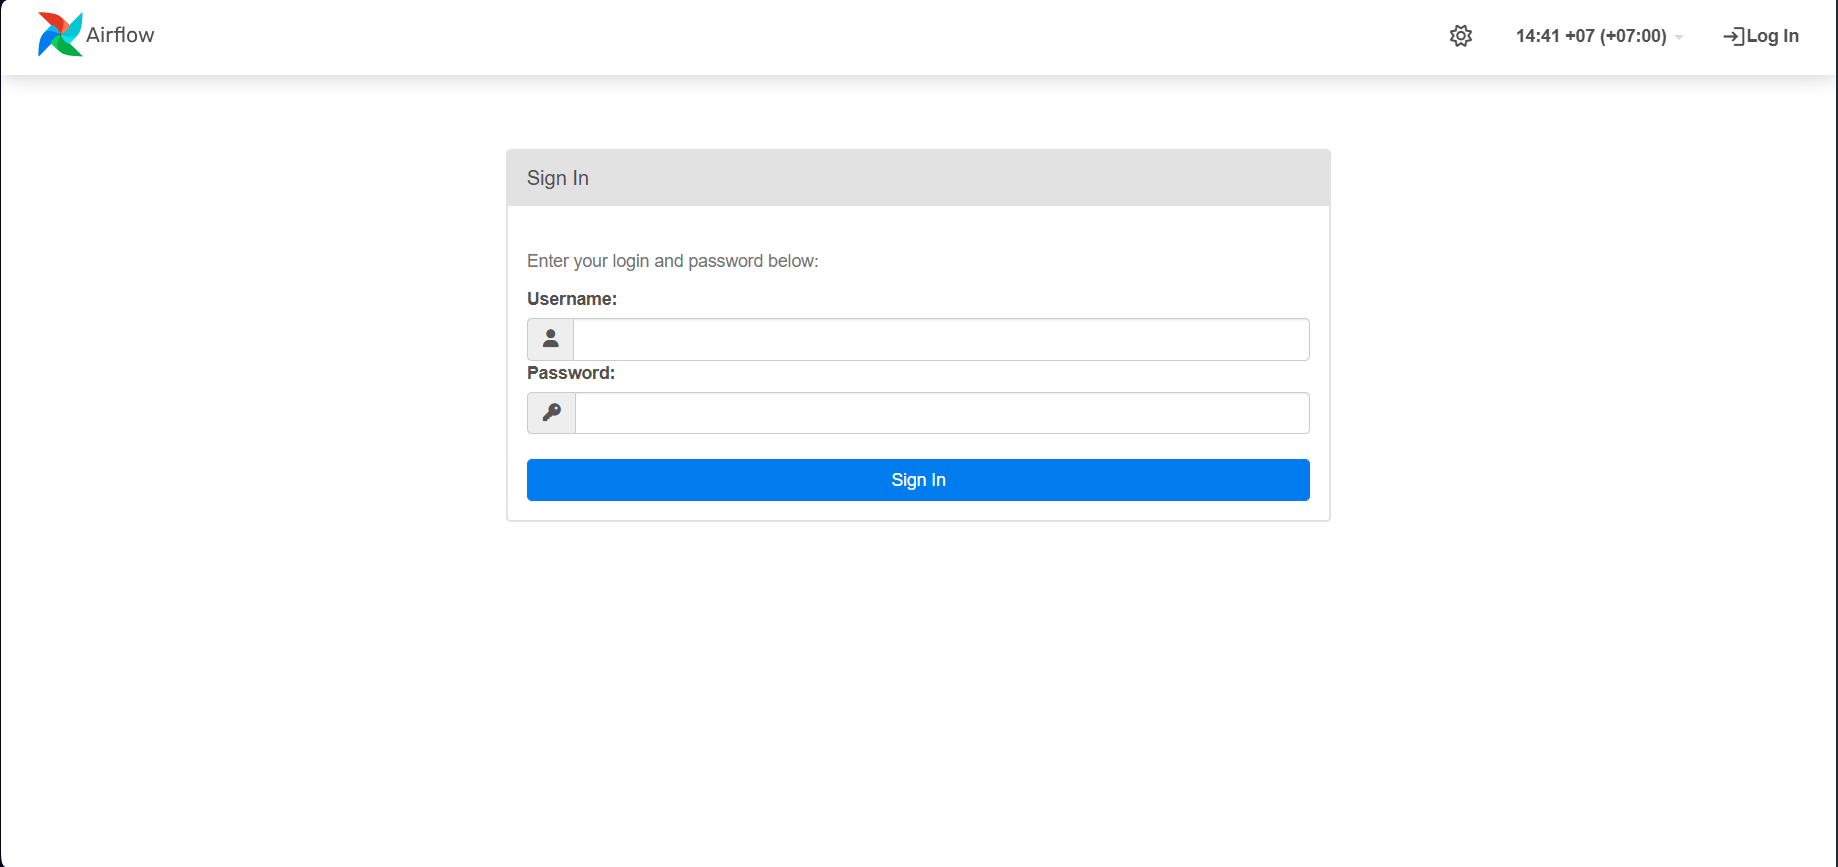 Airflow
14:41 +07 (+07:00)
Log In
Sign In
Enter your login and password below:
Username:
Password:
Sign In